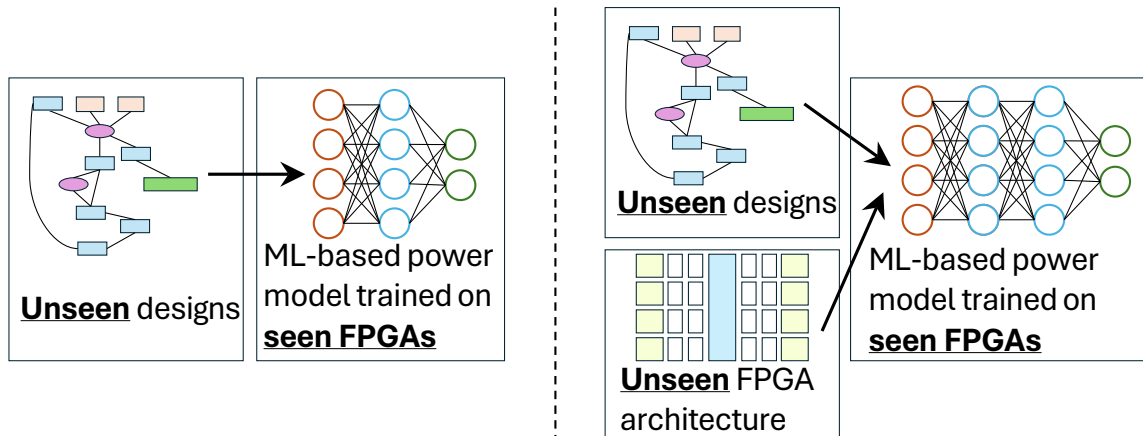 Unseen designs
ML-based power
model trained on
seen FPGAs
Unseen designs
Unseen FPGA
architecture
ML-based power
model trained on
seen FPGAs